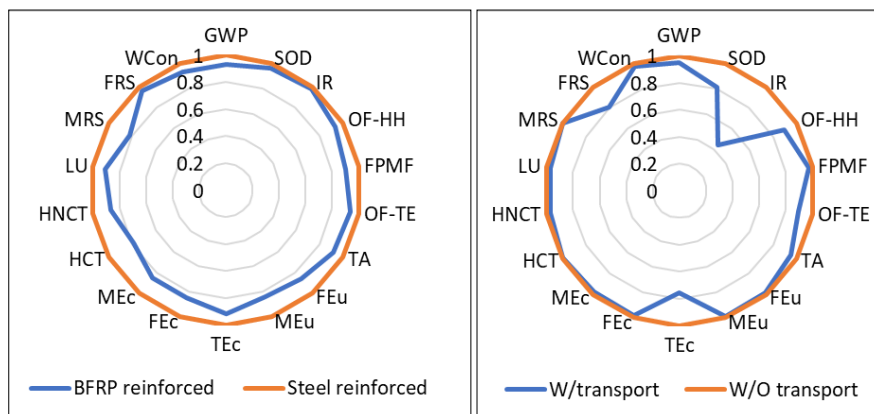 GWP
WCon
1
SOD
FRS
IR
0.8
MRS
0.6
OF-HH
0.4
LU
0.2
FPMF
0
HNCT
OF-TE
HCT
TA
MEc
FEu
FEc
MEu
TEc
BFRP reinforced
Steel reinforced
GWP
WCon
1
SOD
FRS
IR
0.8
MRS
0.6
OF-HH
0.4
LU
0.2
FPMF
0
HNCT
OF-TE
HCT
TA
MEc
FEu
FEc
MEu
TEc
W/transport
W/O transport